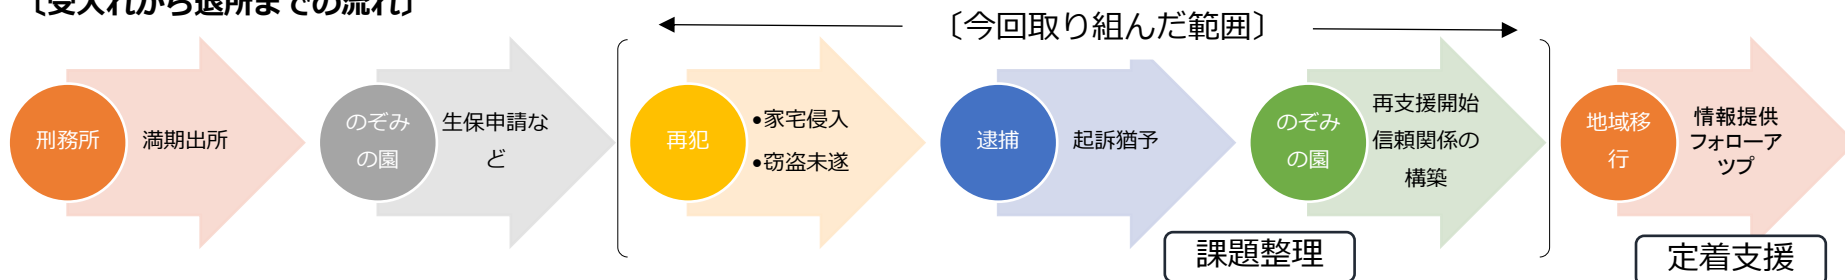 〔受入れから退所までの流れ〕
〔今回取り組んだ範囲〕
刑務所
満期出所
のぞみ
の園
生保申請な
ど
再犯
•家宅侵入
•窃盗未遂
逮捕
起訴猶予
のぞみ
の園
再支援開始
信頼関係の
構築
地域移
行
情報提供
フォローア
ツプ
課題整理
定着支援